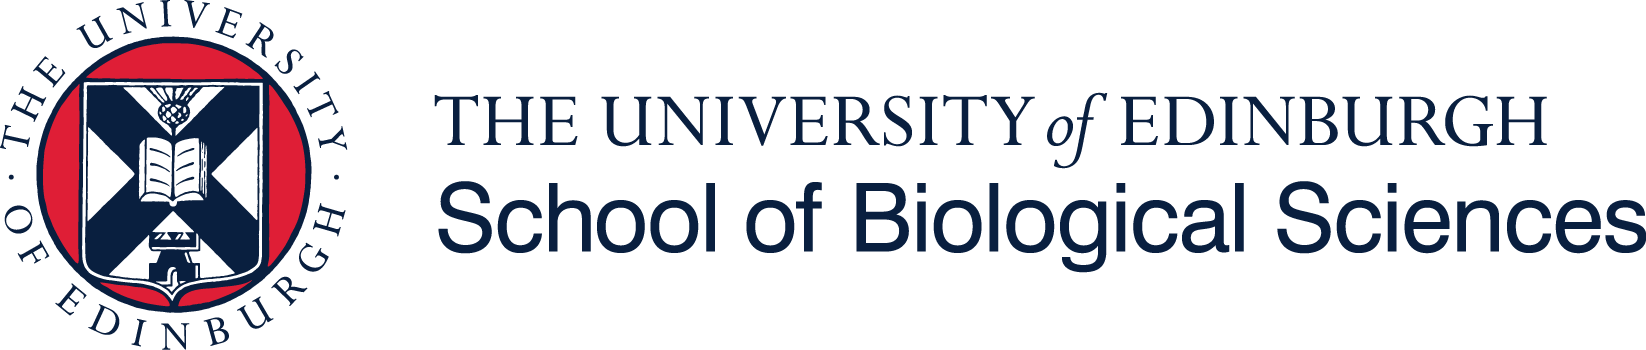 THE UNIVERSITY
· OF EDINBURGH ·
THE UNIVERSITY of EDINBURGH
School of Biological Sciences